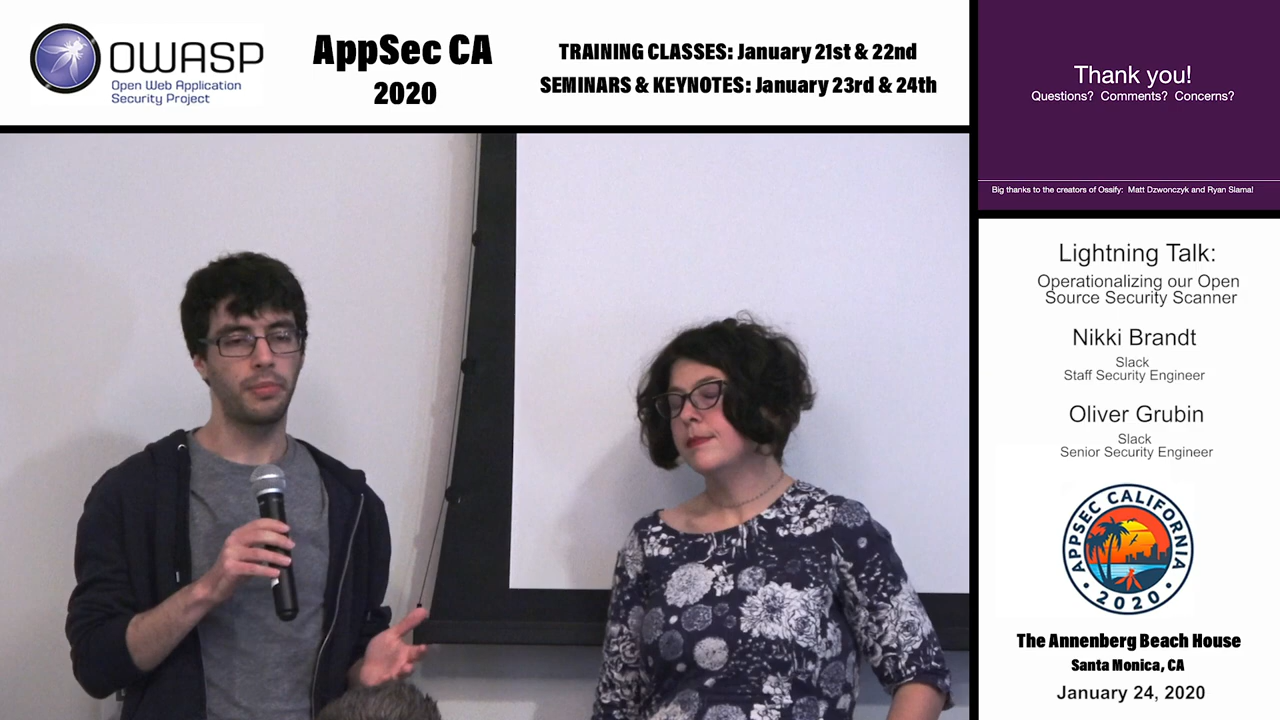 OWASP
Open Web Application
Security Project
AppSec CA
2020
TRAINING CLASSES: January 21st & 22nd
SEMINARS & KEYNOTES: January 23rd & 24th
Thank you!
Questions? Comments? Concerns?
Big thanks to the creators of Ossify: Matt Dzwonczyk and Ryan Slama!
Lightning Talk:
Operationalizing our Open
Source Security Scanner
Nikki Brandt
Slack
Staff Security Engineer
Oliver Grubin
Slack
Senior Security Engineer
APPSEC CALIFORNIA
2020
The Annenberg Beach House
Santa Monica, CA
January 24, 2020